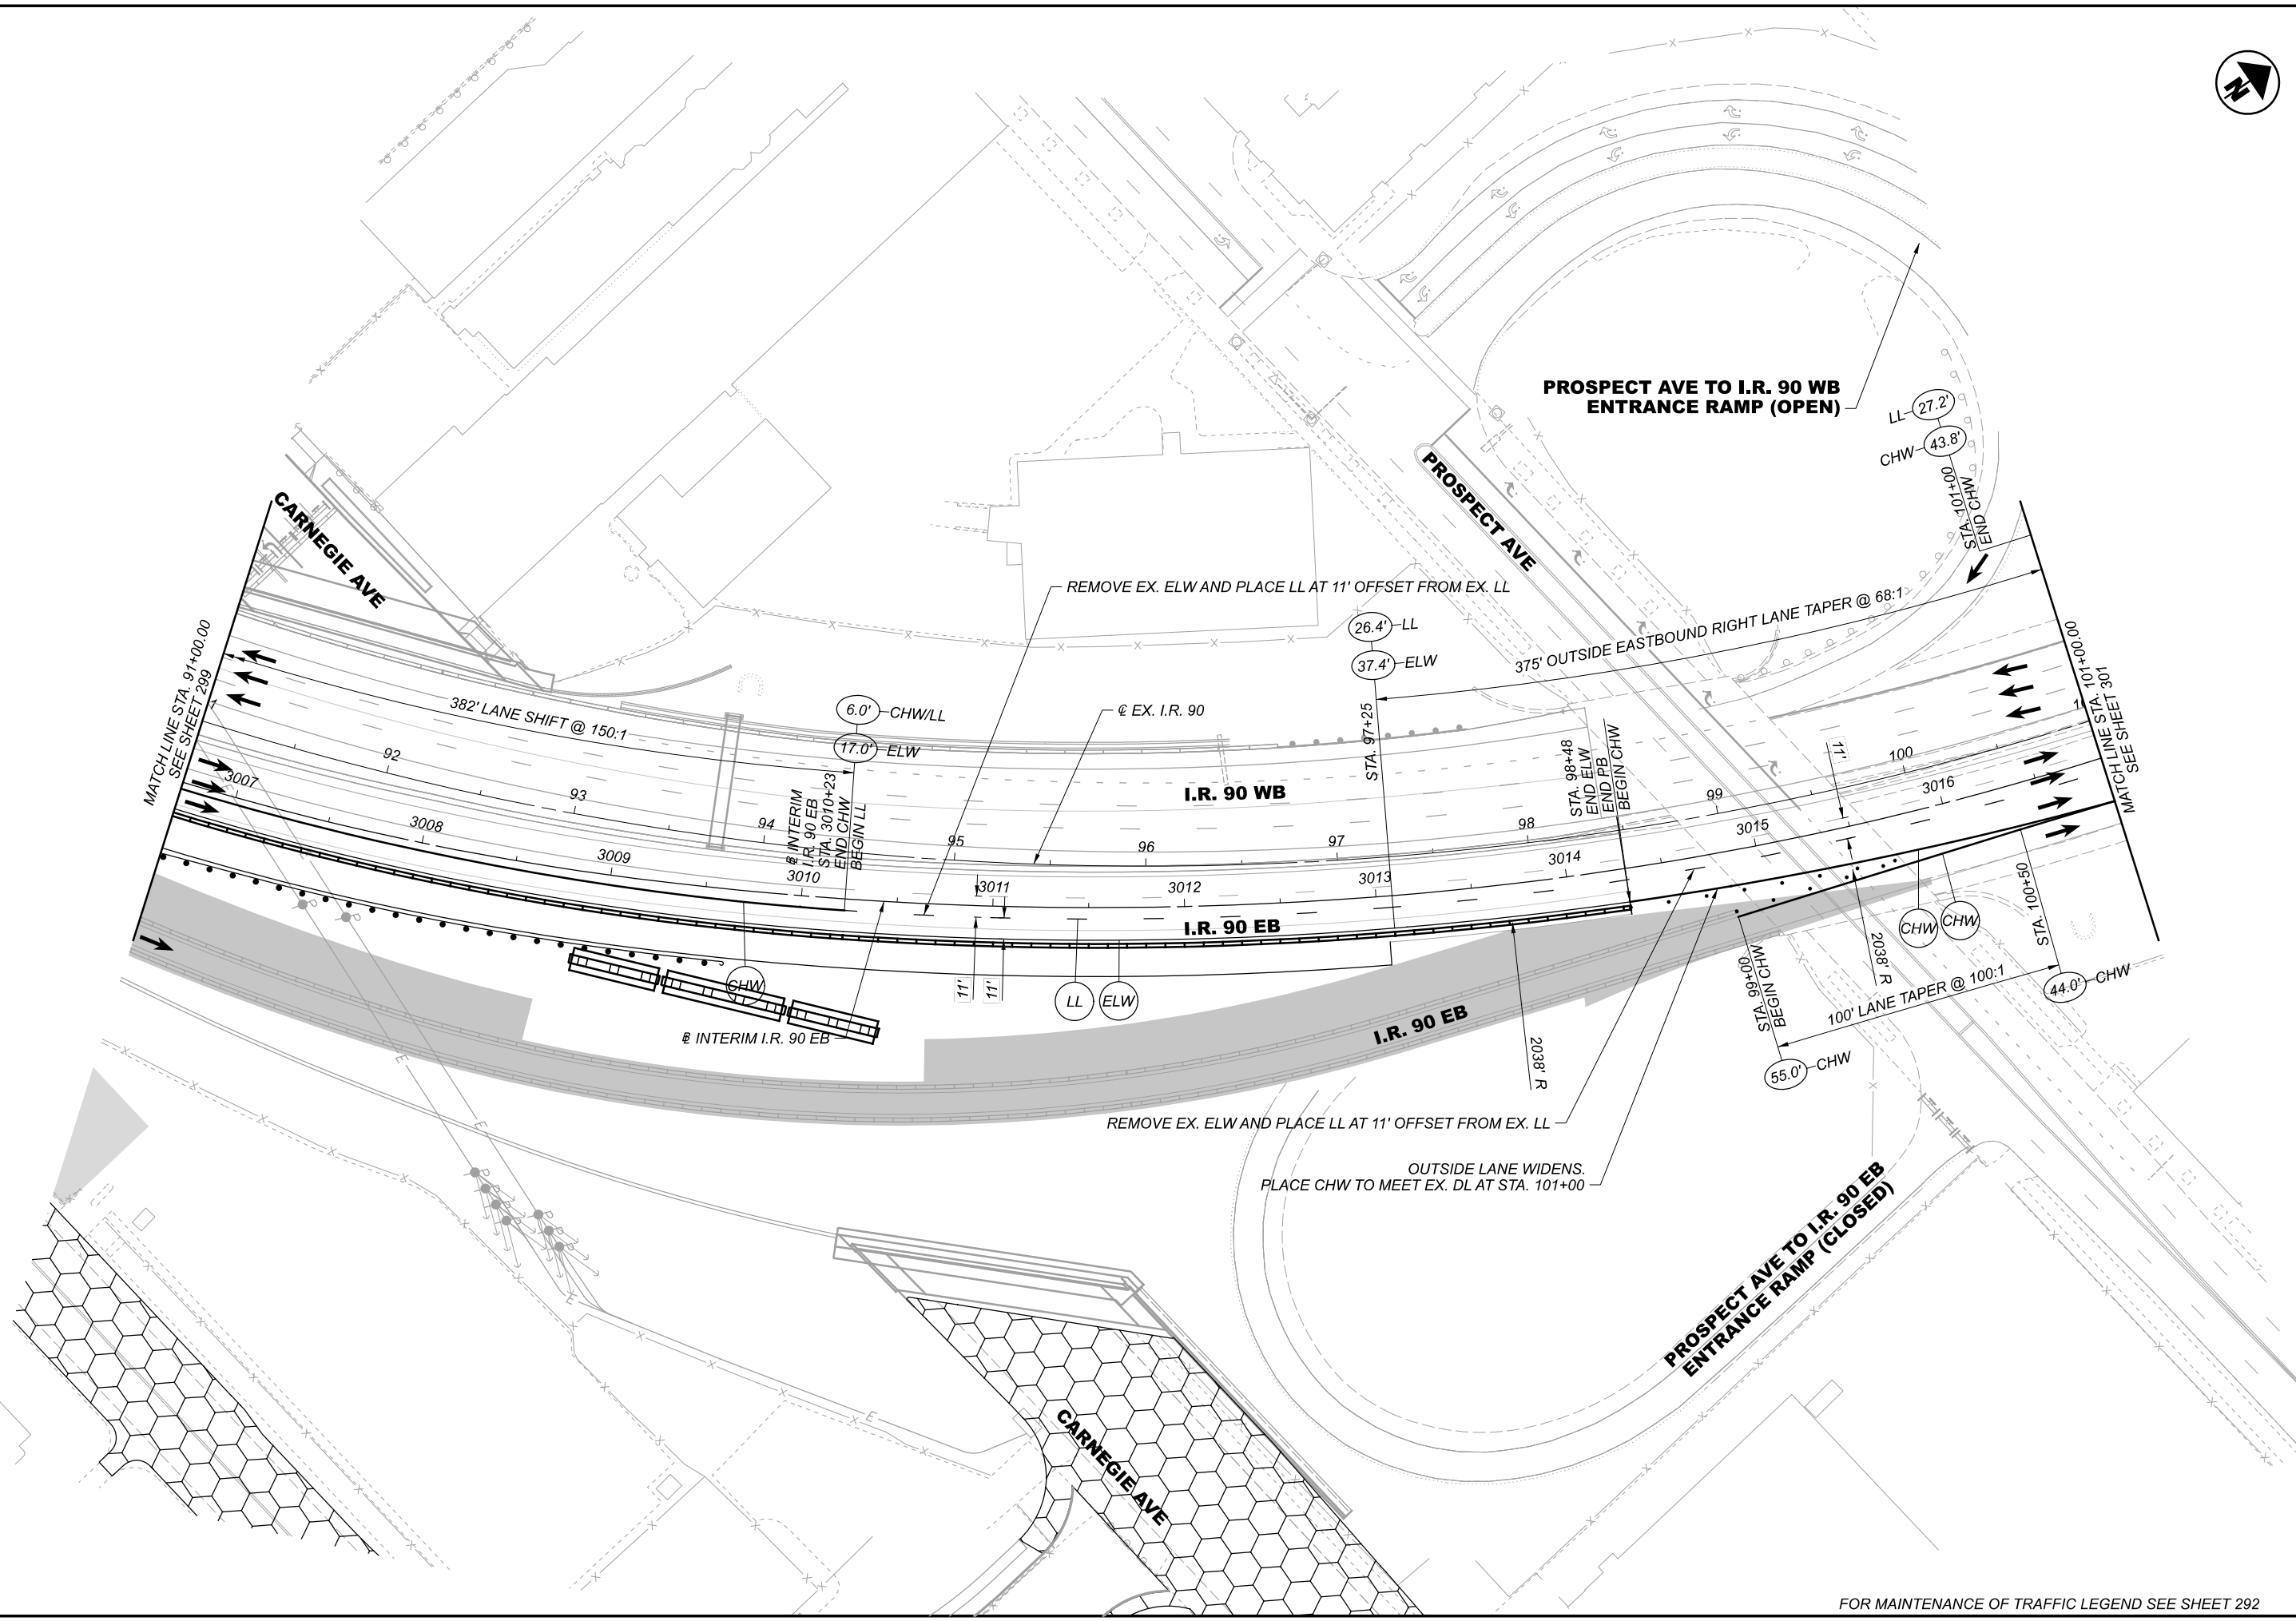 N
PROSPECT AVE TO I.R. 90 WB
ENTRANCE RAMP (OPEN)
LL
27.2'
CHW
43.8'
STA. 101+00
END CHW
CARNEGIE AVE
PROSPECT AVE
REMOVE EX. ELW AND PLACE LL AT 11' OFFSET FROM EX. LL
26.4'
LL
37.4'
ELW
375' OUTSIDE EASTBOUND RIGHT LANE TAPER @ 68:1
MATCH LINE STA. 91+00.00
SEE SHEET 299
MATCH LINE STA. 101+00.00
SEE SHEET 301
382' LANE SHIFT @ 150:1
6.0'
CHW/LL
17.0'
ELW
℄ EX. I.R. 90
STA. 97+25
STA. 98+48
END ELW
END PB
BEGIN CHW
11'
92
93
94
95
96
97
98
99
100
I.R. 90 WB
INTERIM
I.R. 90 EB
STA. 3010+23
END CHW
BEGIN LL
3007
3008
3009
3010
3011
3012
3013
3014
3015
3016
I.R. 90 EB
CHW
11'
11'
LL
ELW
INTERIM I.R. 90 EB
I.R. 90 EB
2038' R
CHW
CHW
2038' R
STA. 100+50
STA. 99+00
BEGIN CHW
100' LANE TAPER @ 100:1
44.0'
CHW
55.0'
CHW
REMOVE EX. ELW AND PLACE LL AT 11' OFFSET FROM EX. LL
OUTSIDE LANE WIDENS.
PLACE CHW TO MEET EX. DL AT STA. 101+00
PROSPECT AVE TO I.R. 90 EB
ENTRANCE RAMP (CLOSED)
CARNEGIE AVE
FOR MAINTENANCE OF TRAFFIC LEGEND SEE SHEET 292